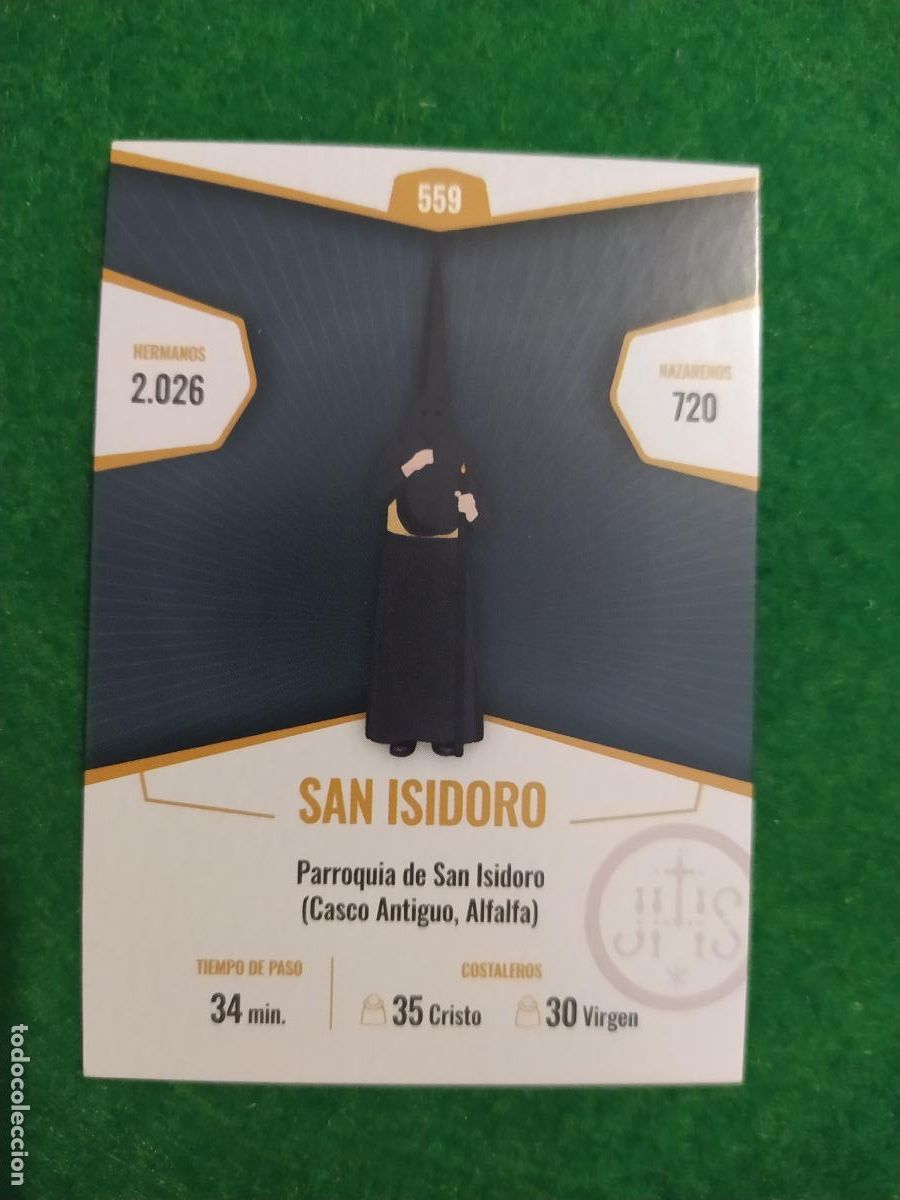 559
HERMANOS
2.026
NAZARENOS
720
SAN ISIDORO
Parroquia de San Isidoro
(Casco Antiguo, Alfalfa)
TIEMPO DE PASO
34 min.
COSTALEROS
35 Cristo
30 Virgen
todocoleccion